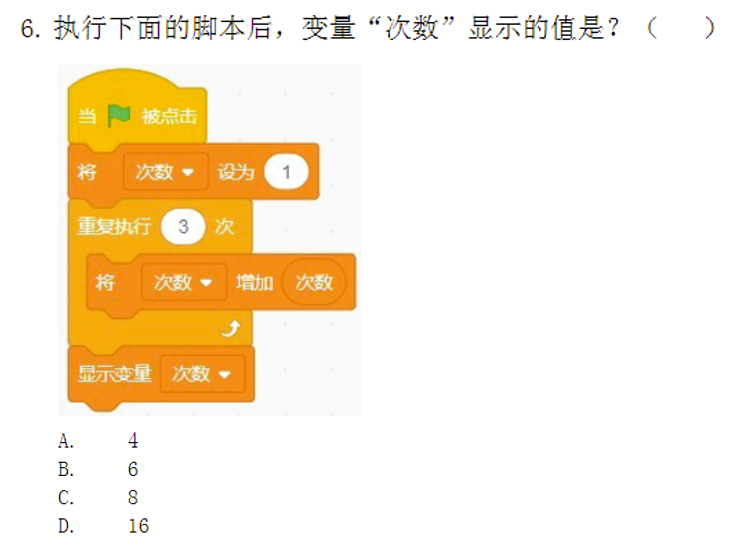 6. 执行下面的脚本后，变量“次数”显示的值是？（ ）
当 被点击
将 次数 设为 1
重复执行 3 次
将 次数 增加 次数
显示变量 次数
A. 4
B. 6
C. 8
D. 16